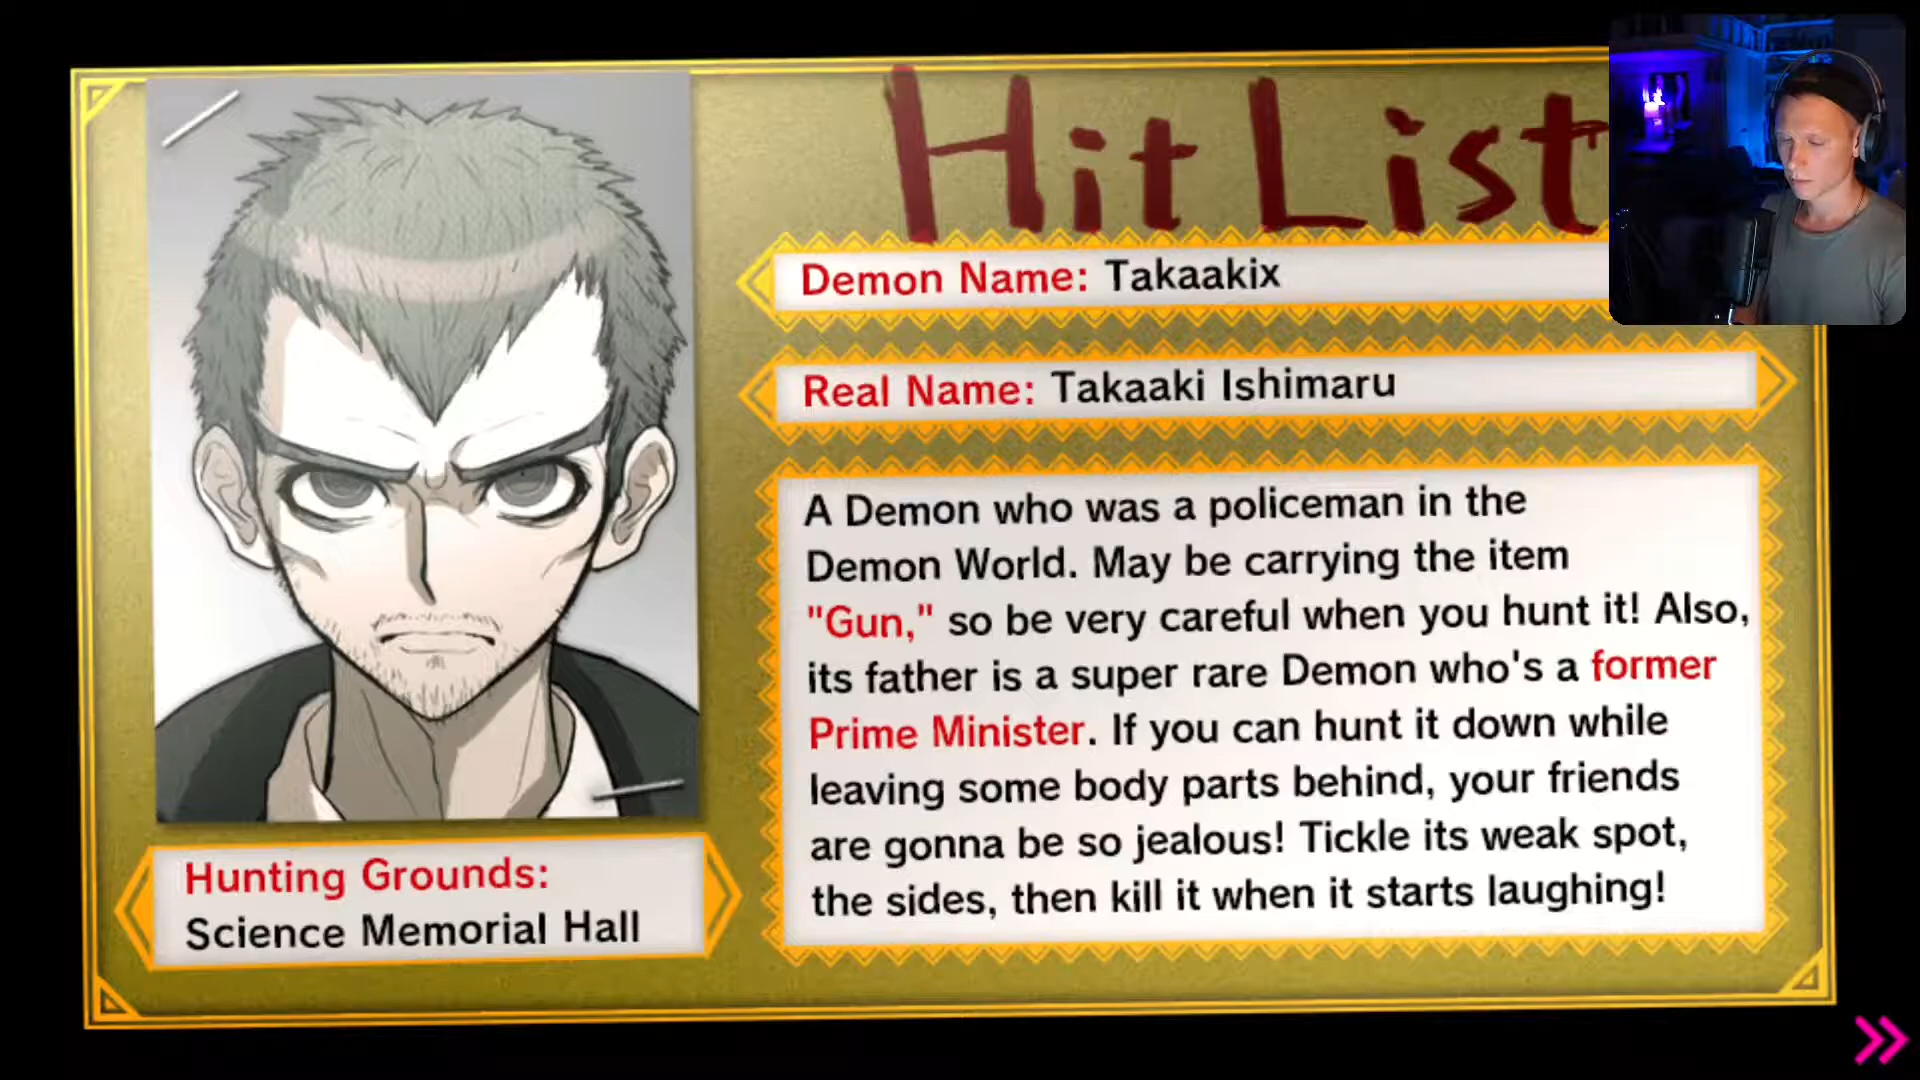 Hit List
Demon Name: Takaakix
Real Name: Takaaki Ishimaru
A Demon who was a policeman in the
Demon World. May be carrying the item
"Gun," so be very careful when you hunt it! Also,
its father is a super rare Demon who's a former
Prime Minister. If you can hunt it down while
leaving some body parts behind, your friends
are gonna be so jealous! Tickle its weak spot,
the sides, then kill it when it starts laughing!
Hunting Grounds:
Science Memorial Hall